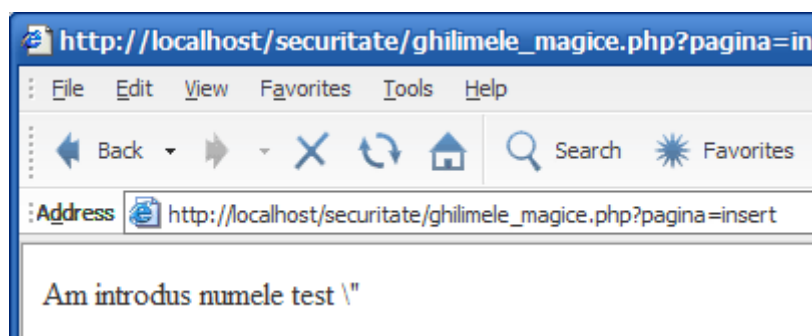 http://localhost/securitate/ghilimele_magice.php?pagina=in
File Edit View Favorites Tools Help
Back Search Favorites
Address http://localhost/securitate/ghilimele_magice.php?pagina=insert
Am introdus numele test \"